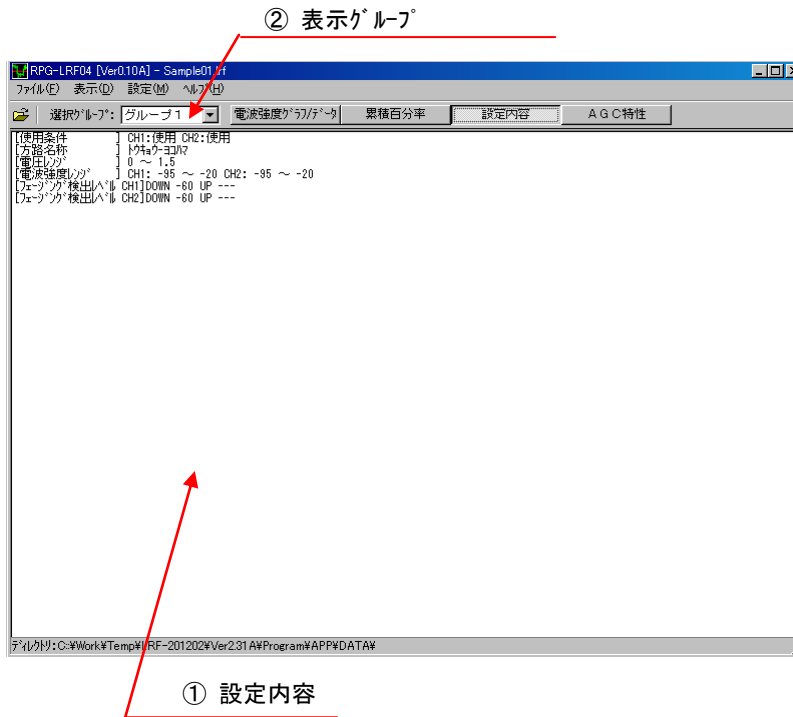 ② 表示ｸﾞﾙｰﾌﾟ
RPG-LRF04 [Ver0.10A] - Sample01.lrf
ファイル(F) 表示(D) 設定(M) ヘルプ(H)
選択ｸﾞﾙｰﾌﾟ: グループ1 電波強度ｸﾞﾗﾌ/ﾃﾞｰﾀ 累積百分率 設定内容 ＡＧＣ特性
[使用条件 ] CH1:使用 CH2:使用
[方路名称 ] ﾄｳｷｮｳ-ﾖｺﾊﾏ
[電圧ﾚﾝｼﾞ ] 0 ～ 1.5
[電波強度ﾚﾝｼﾞ ] CH1: -95 ～ -20 CH2: -95 ～ -20
[ﾌｪｰｼﾞﾝｸﾞ検出ﾚﾍﾞﾙ CH1]DOWN -60 UP ---
[ﾌｪｰｼﾞﾝｸﾞ検出ﾚﾍﾞﾙ CH2]DOWN -60 UP ---
ﾃﾞｨﾚｸﾄﾘ:C:¥Work¥Temp¥LRF-201202¥Ver2.31A¥Program¥APP¥DATA¥
① 設定内容